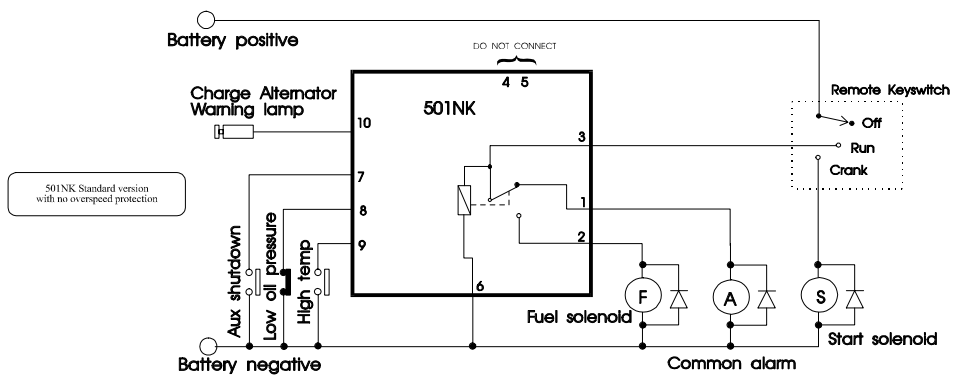 Battery positive
DO NOT CONNECT
4 5
Charge Alternator
Warning lamp
501NK
Remote Keyswitch
10
Off
3
Run
Crank
501NK Standard version
with no overspeed protection
7
8
9
1
2
6
Aux shutdown
Low oil pressure
High temp
F
A
S
Fuel solenoid
Start solenoid
Battery negative
Common alarm